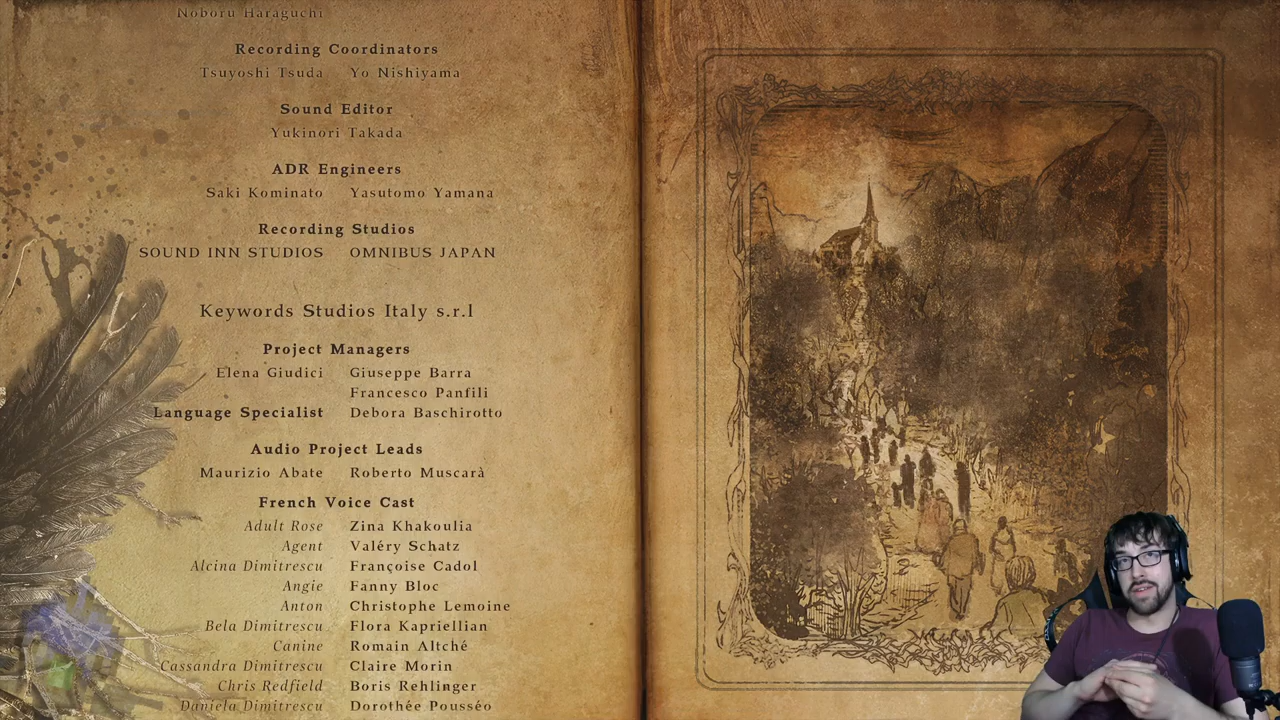 Noboru Haraguchi
Recording Coordinators
Tsuyoshi Tsuda Yo Nishiyama
Sound Editor
Yukinori Takada
ADR Engineers
Saki Kominato Yasutomo Yamana
Recording Studios
SOUND INN STUDIOS OMNIBUS JAPAN
Keywords Studios Italy s.r.l
Project Managers
Elena Giudici Giuseppe Barra
Francesco Panfili
Language Specialist Debora Baschirotto
Audio Project Leads
Maurizio Abate Roberto Muscarà
French Voice Cast
Adult Rose Zina Khakoulia
Agent Valéry Schatz
Alcina Dimitrescu Françoise Cadol
Angie Fanny Bloc
Anton Christophe Lemoine
Bela Dimitrescu Flora Kapriellian
Canine Romain Altché
Cassandra Dimitrescu Claire Morin
Chris Redfield Boris Rehlinger
Daniela Dimitrescu Dorothée Pousséo